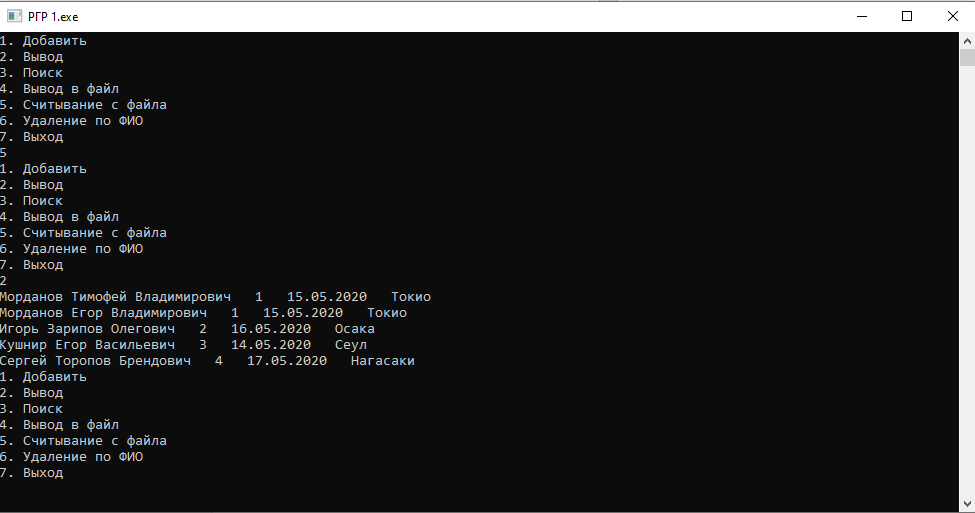 РГР 1.exe
1. Добавить
2. Вывод
3. Поиск
4. Вывод в файл
5. Считывание с файла
6. Удаление по ФИО
7. Выход
5
1. Добавить
2. Вывод
3. Поиск
4. Вывод в файл
5. Считывание с файла
6. Удаление по ФИО
7. Выход
2
Морданов Тимофей Владимирович   1   15.05.2020   Токио
Морданов Егор Владимирович   1   15.05.2020   Токио
Игорь Зарипов Олегович   2   16.05.2020   Осака
Кушнир Егор Васильевич   3   14.05.2020   Сеул
Сергей Торопов Брендович   4   17.05.2020   Нагасаки
1. Добавить
2. Вывод
3. Поиск
4. Вывод в файл
5. Считывание с файла
6. Удаление по ФИО
7. Выход